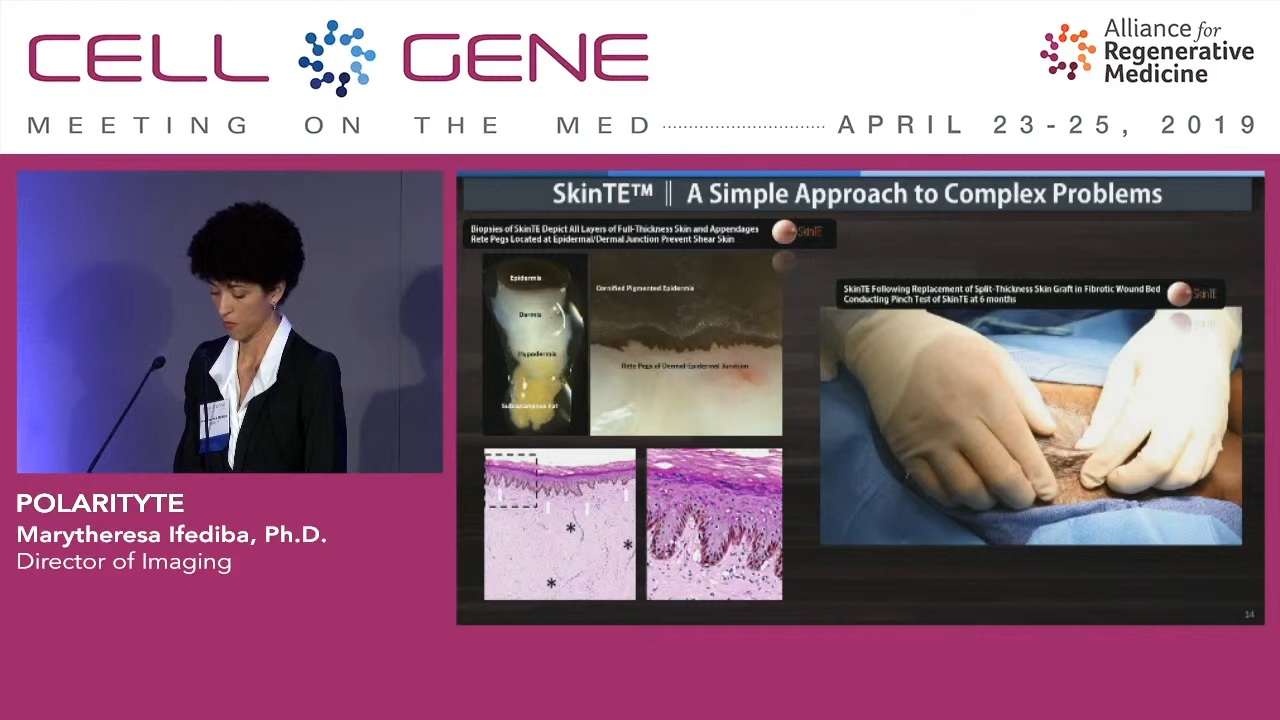 CELL GENE
Alliance for
Regenerative
Medicine
MEETING ON THE MED APRIL 23-25, 2019
SkinTE™ || A Simple Approach to Complex Problems
Biopsies of SkinTE Depict All Layers of Full-Thickness Skin and Appendages
Rete Pegs Located at Epidermal/Dermal Junction Prevent Shear Skin
SkinTE
Epidermis
Dermis
Hypodermis
Subcutaneous Fat
Cornified Pigmented Epidermis
Rete Pegs of Dermal-Epidermal Junction
* * *
SkinTE Following Replacement of Split-Thickness Skin Graft in Fibrotic Wound Bed
Conducting Pinch Test of SkinTE at 6 months
SkinTE
14
POLARITYTE
Marytheresa Ifediba, Ph.D.
Director of Imaging